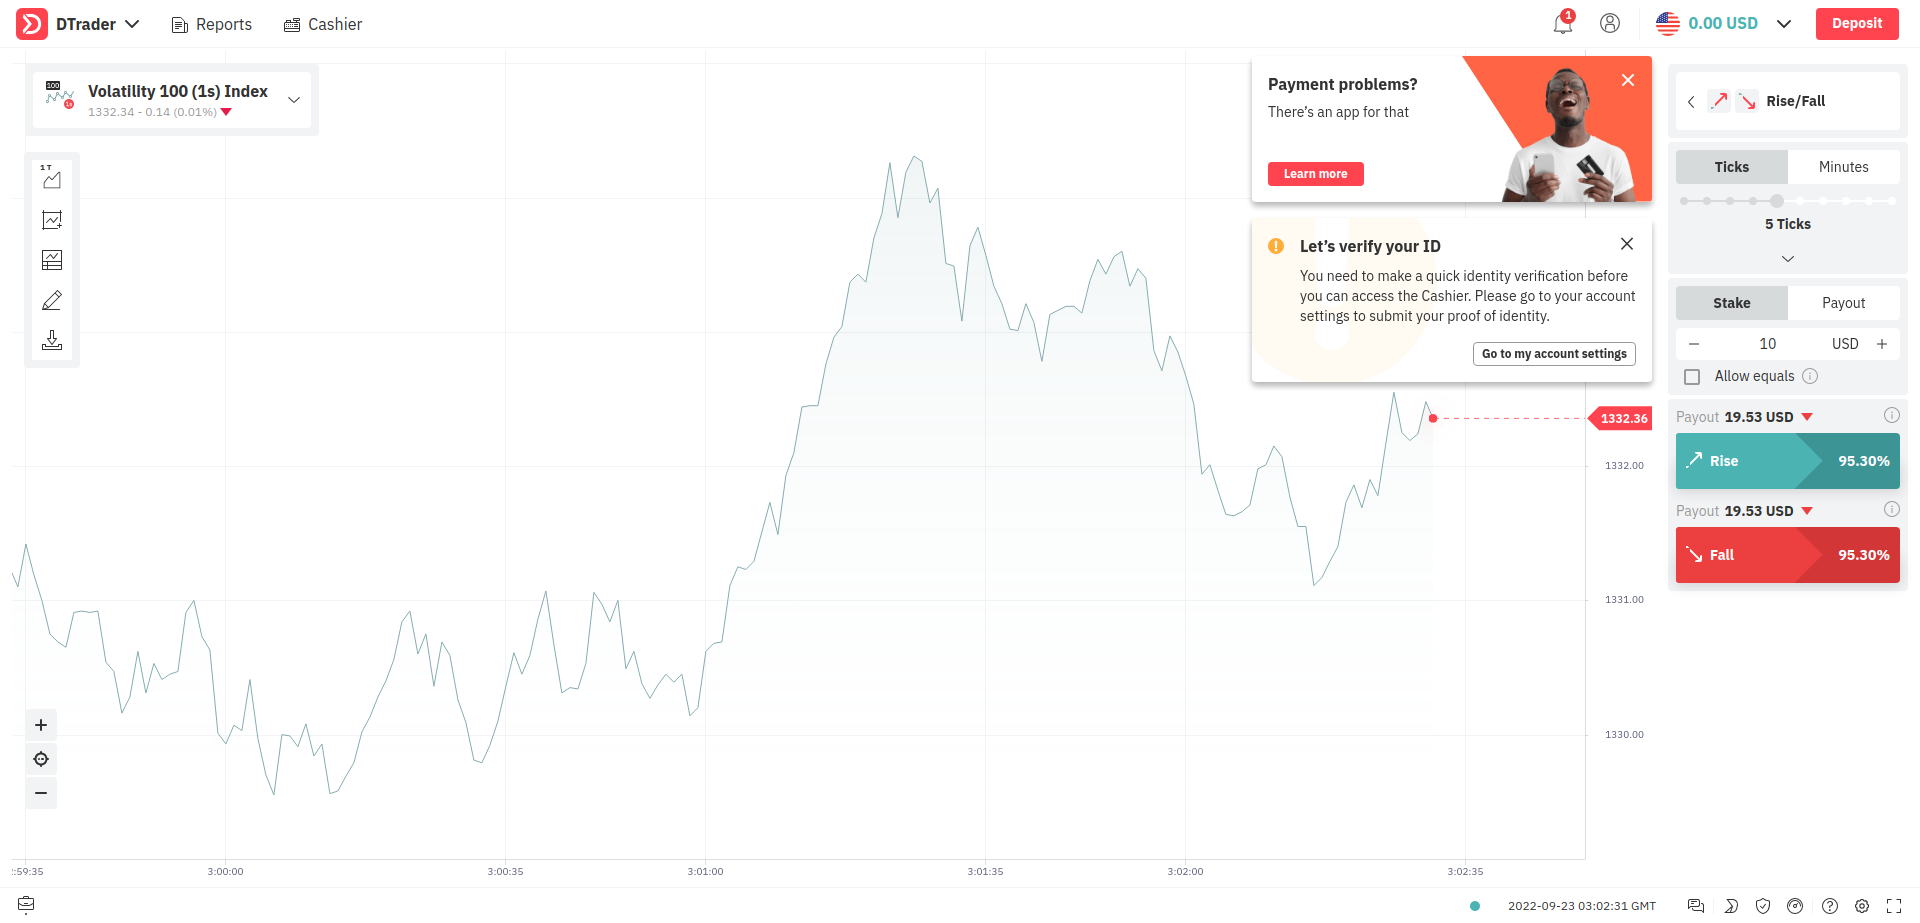 DTrader
Reports
Cashier
1
0.00 USD
Deposit
100
1s
Volatility 100 (1s) Index
1332.34 - 0.14 (0.01%)
1 T
Payment problems?
There's an app for that
Learn more
Let's verify your ID
You need to make a quick identity verification before
you can access the Cashier. Please go to your account
settings to submit your proof of identity.
Go to my account settings
Rise/Fall
Ticks
Minutes
5 Ticks
Stake
Payout
10
USD
Allow equals
Payout 19.53 USD
Rise
95.30%
Payout 19.53 USD
Fall
95.30%
1332.36
1332.00
1331.00
1330.00
:59:35
3:00:00
3:00:35
3:01:00
3:01:35
3:02:00
3:02:35
2022-09-23 03:02:31 GMT